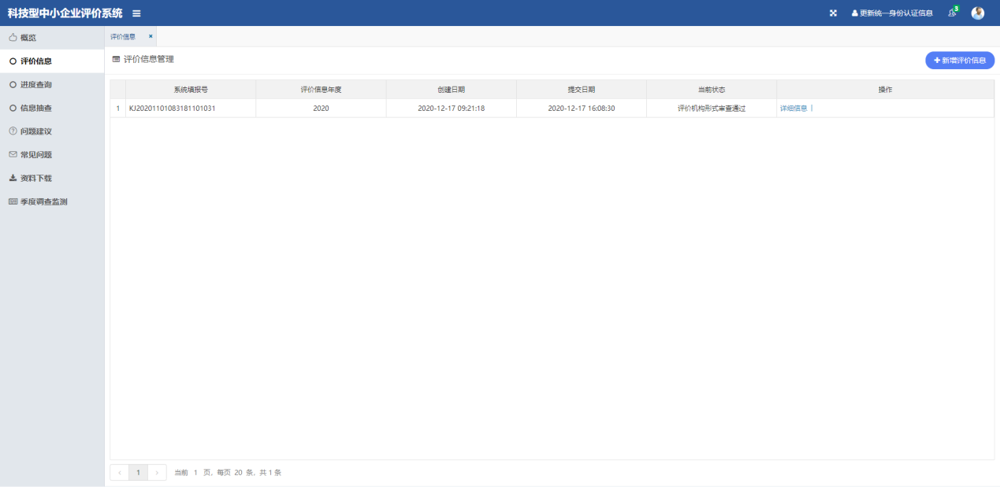 科技型中小企业评价系统
更新统一身份认证信息
3
概览
评价信息
进度查询
信息抽查
问题建议
常见问题
资料下载
季度调查监测
评价信息 ×
评价信息管理
新增评价信息
系统填报号 评价信息年度 创建日期 提交日期 当前状态 操作
1 KJ20201101083181101031 2020 2020-12-17 09:21:18 2020-12-17 16:08:30 评价机构形式审查通过 详细信息 |
< 1 > 当前 1 页, 每页 20 条, 共 1 条